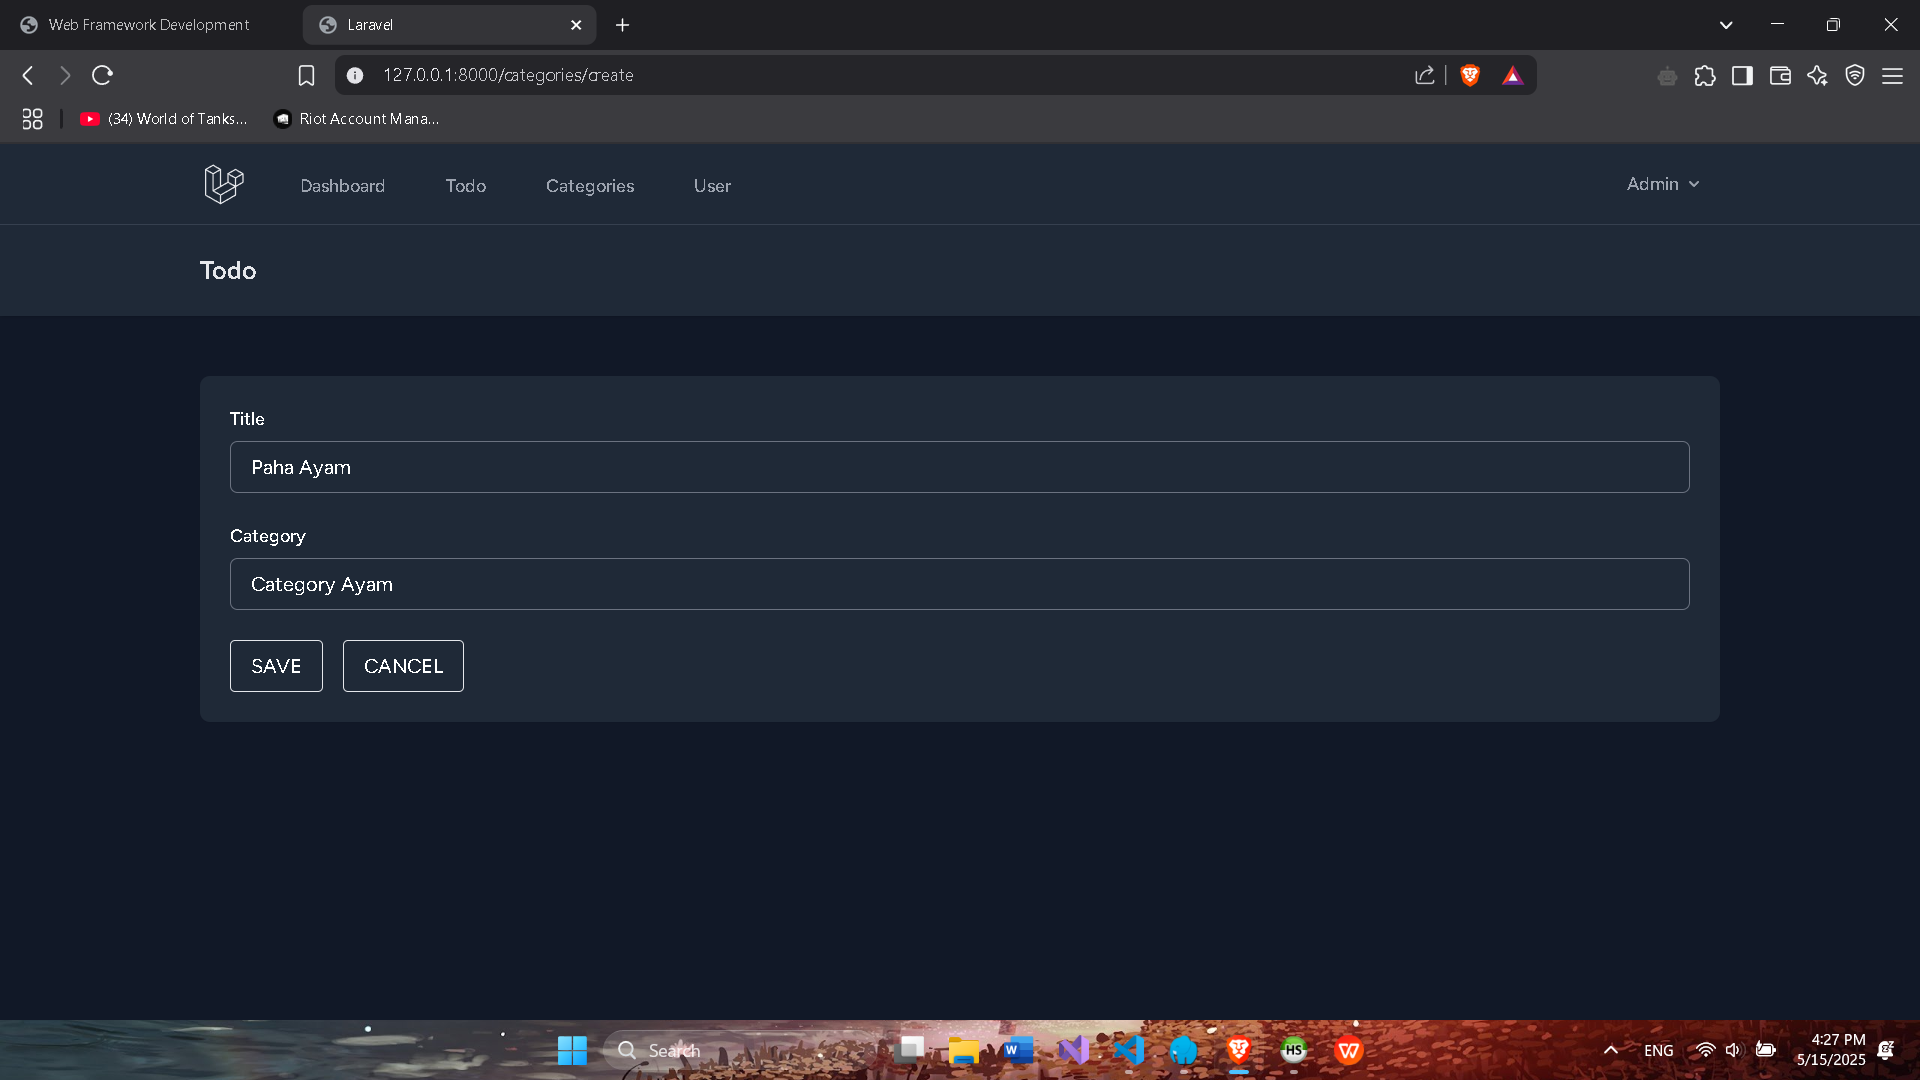 Web Framework Development
Laravel
127.0.0.1:8000/categories/create
(34) World of Tanks...
Riot Account Mana...
Dashboard
Todo
Categories
User
Admin
Todo
Title
Paha Ayam
Category
Category Ayam
SAVE
CANCEL
Search
W
HS
W
ENG
4:27 PM
5/15/2025